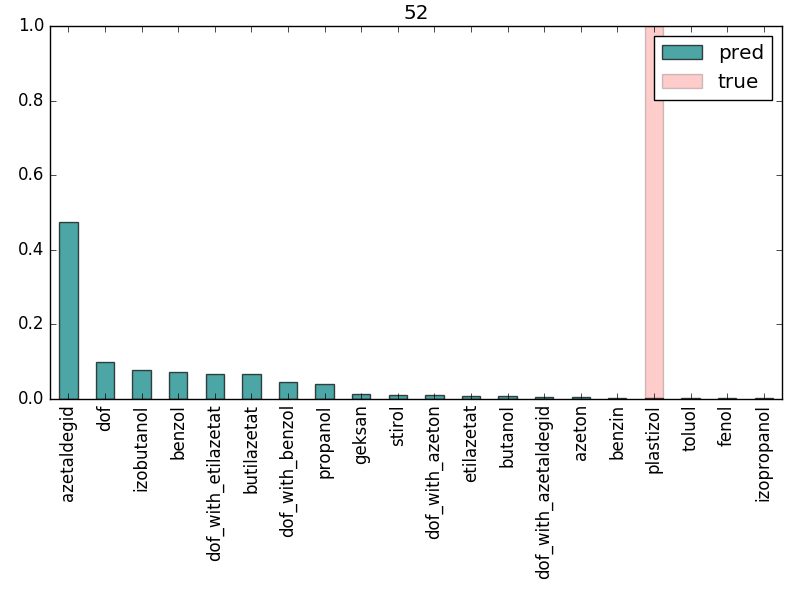 52
1.0
0.8
0.6
0.4
0.2
0.0
pred
true
azetaldegid
dof
izobutanol
benzol
dof_with_etilazetat
butilazetat
dof_with_benzol
propanol
geksan
stirol
dof_with_azeton
etilazetat
butanol
dof_with_azetaldegid
azeton
benzin
plastizol
toluol
fenol
izopropanol